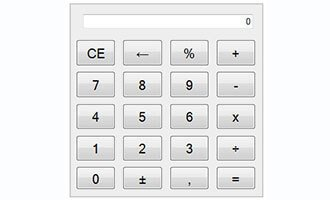 0
CE ← % +
7 8 9 -
4 5 6 x
1 2 3 ÷
0 ± , =